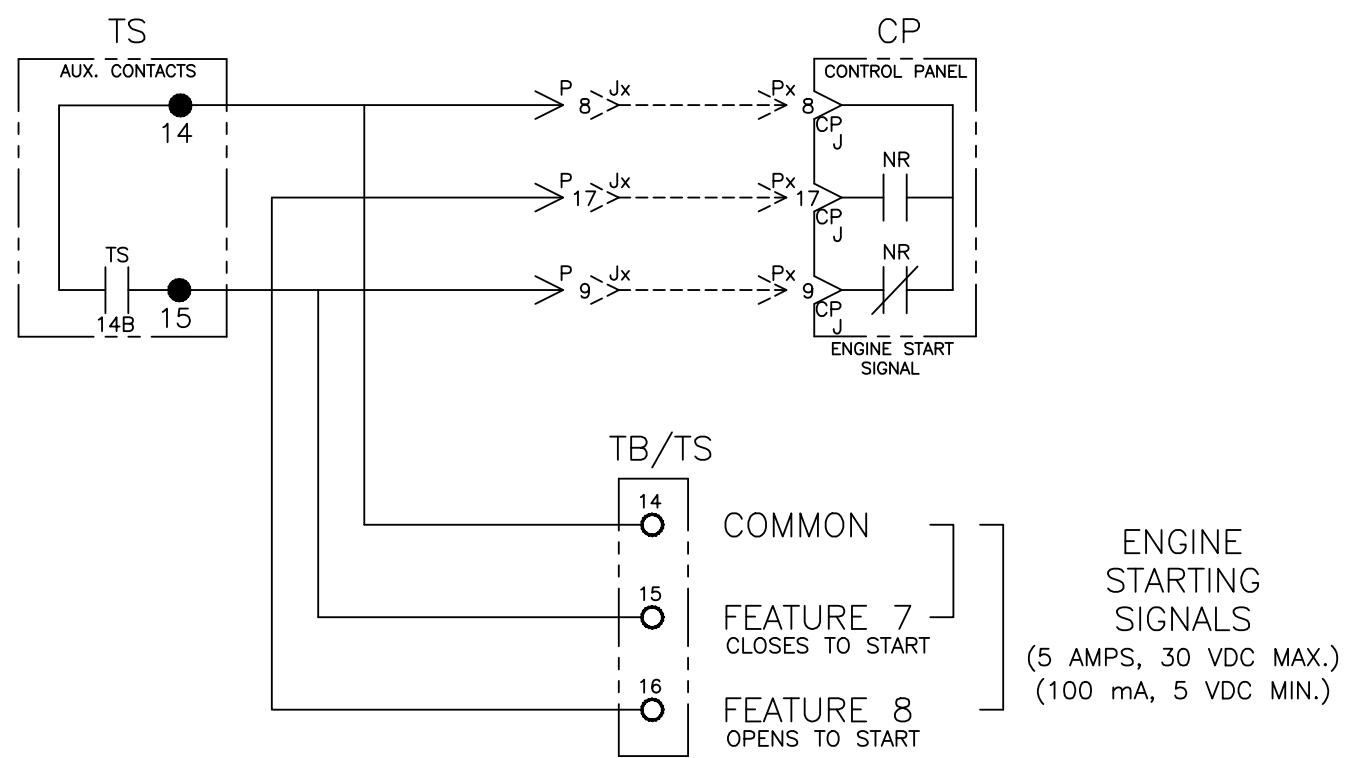 TS
CP
AUX. CONTACTS
CONTROL PANEL
14
P 8 Jx
Px 8
CP
J
NR
P 17 Jx
Px 17
CP
J
TS
NR
P 9 Jx
Px 9
CP
J
14B
15
ENGINE START
SIGNAL
TB/TS
14
COMMON
15
FEATURE 7
CLOSES TO START
16
FEATURE 8
OPENS TO START
ENGINE
STARTING
SIGNALS
(5 AMPS, 30 VDC MAX.)
(100 mA, 5 VDC MIN.)